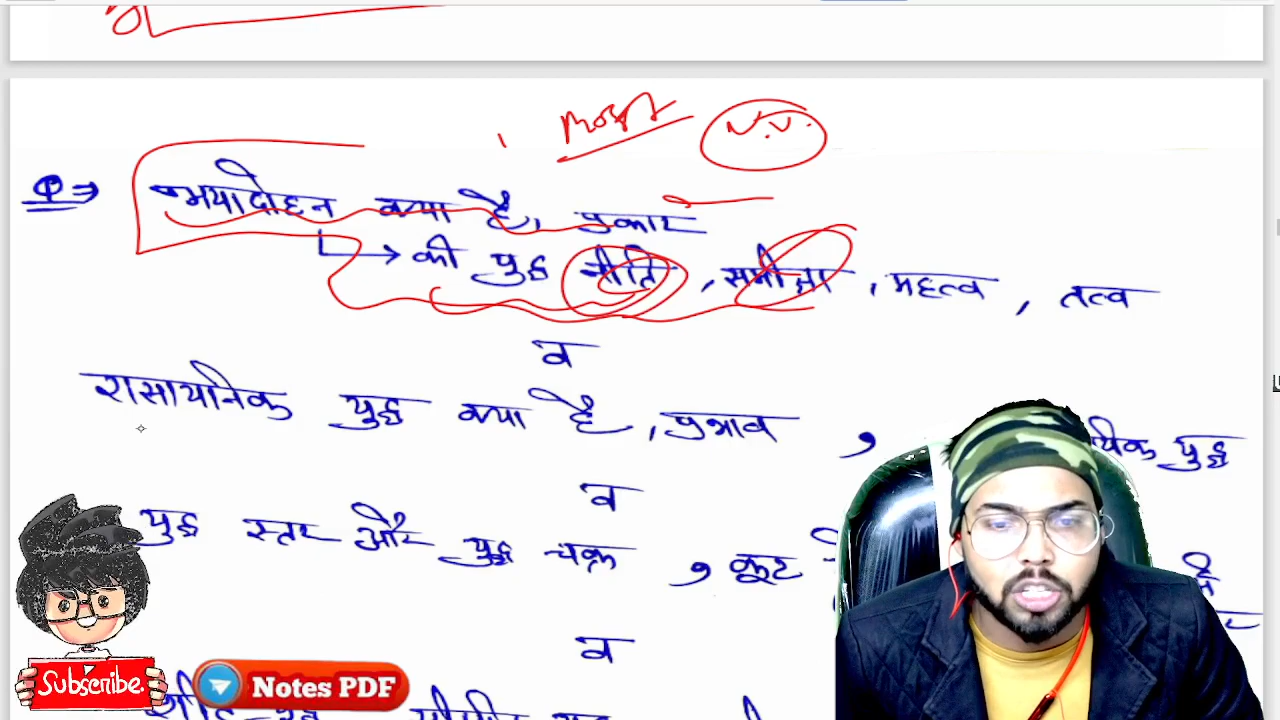 most V.V.
Q⇒ भयादोहन क्या है, प्रकार
→ की युद्ध नीति, समीक्षा, महत्व, तत्व
व
रासायनिक युद्ध क्या है, प्रभाव, युद्ध
व
युद्ध स्तर और युद्ध चक्र, कूट
व
शीत-युद्ध
Subscribe.
Notes PDF